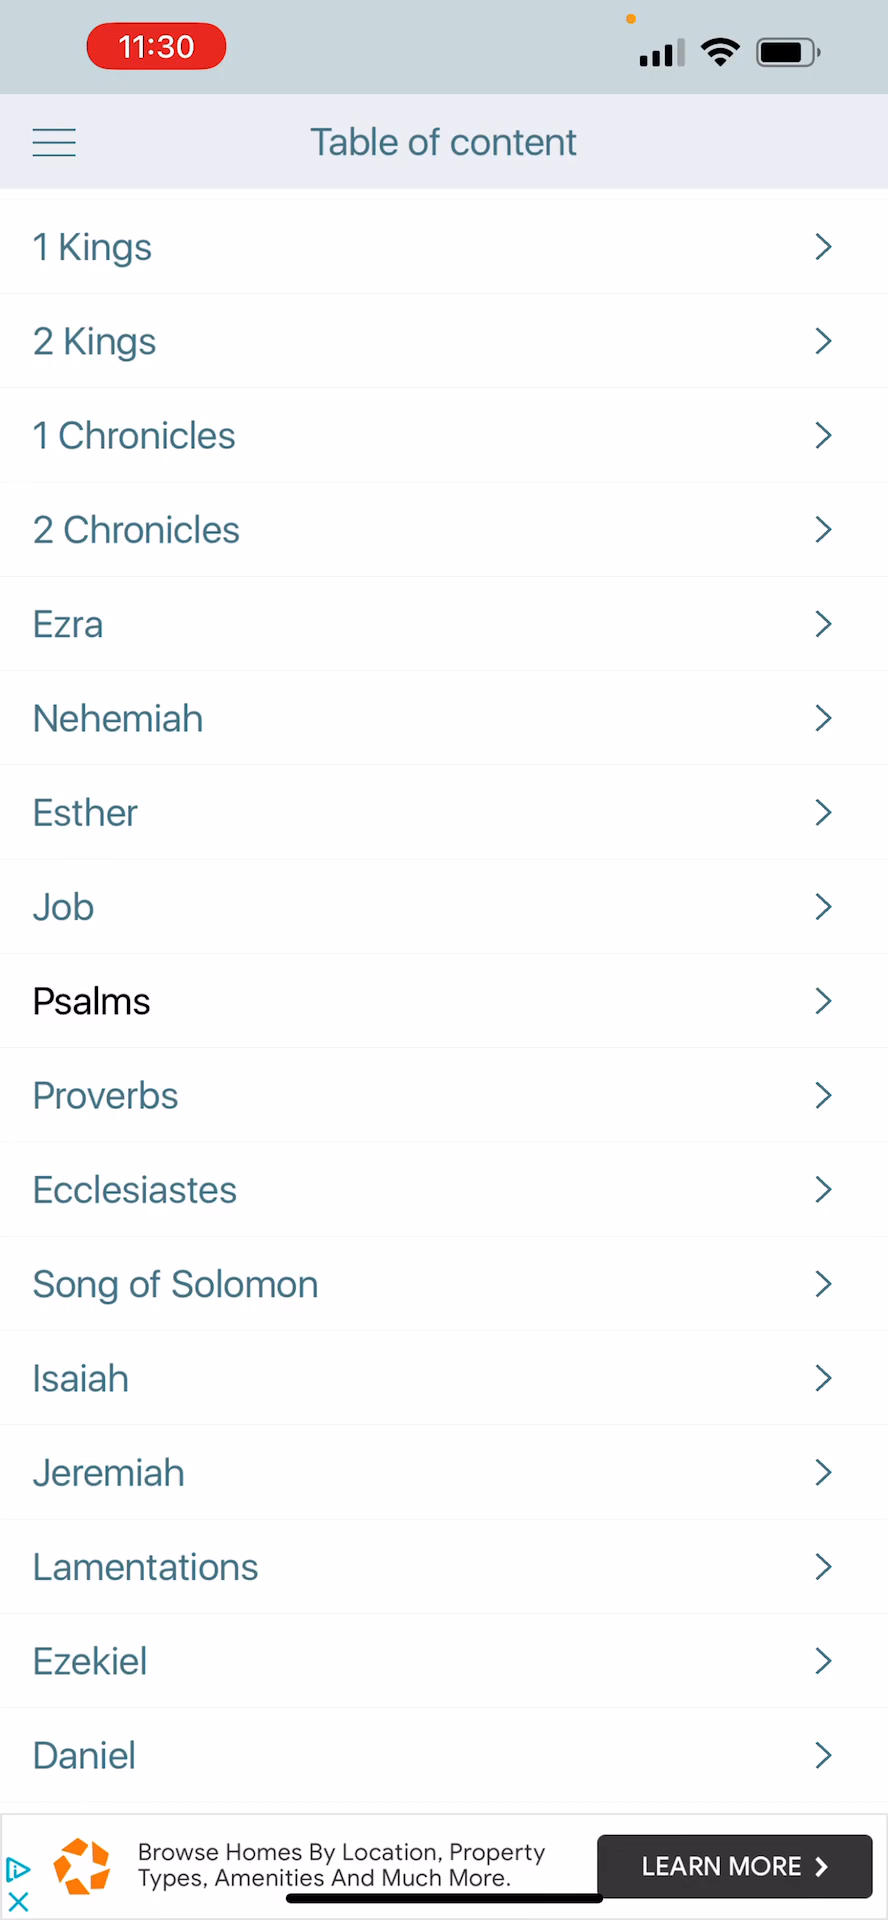 11:30
Table of content
1 Kings
2 Kings
1 Chronicles
2 Chronicles
Ezra
Nehemiah
Esther
Job
Psalms
Proverbs
Ecclesiastes
Song of Solomon
Isaiah
Jeremiah
Lamentations
Ezekiel
Daniel
Browse Homes By Location, Property
Types, Amenities And Much More.
LEARN MORE